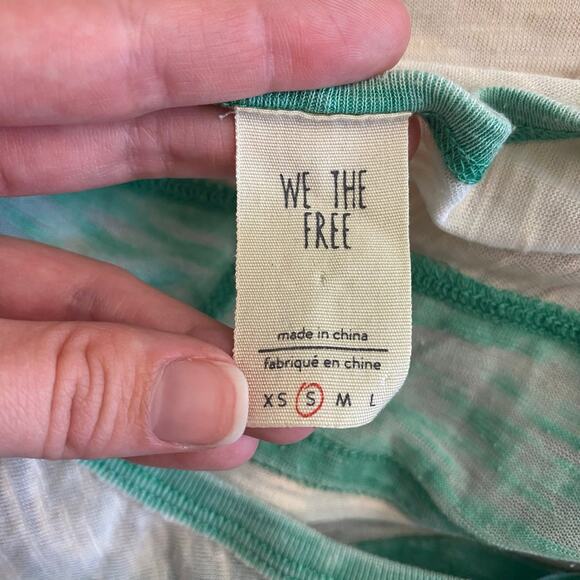 WE THE
FREE
made in china
fabriqué en chine
XS S M L